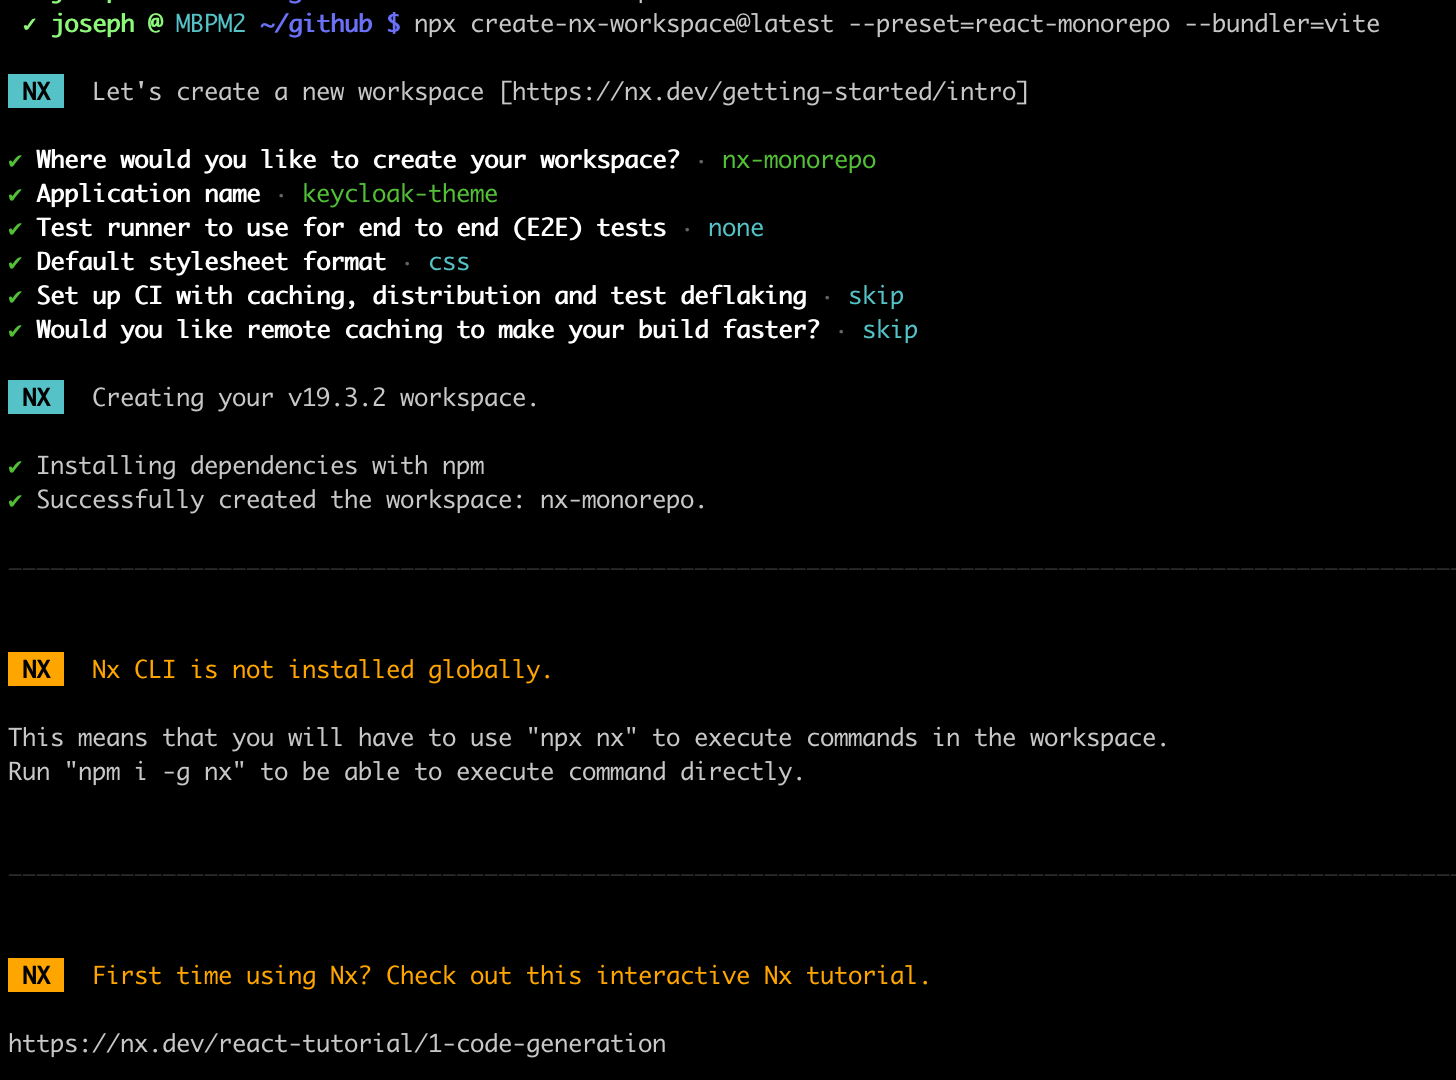 ✓ joseph @ MBPM2 ~/github $ npx create-nx-workspace@latest --preset=react-monorepo --bundler=vite
NX Let's create a new workspace [https://nx.dev/getting-started/intro]
✔ Where would you like to create your workspace? · nx-monorepo
✔ Application name · keycloak-theme
✔ Test runner to use for end to end (E2E) tests · none
✔ Default stylesheet format · css
✔ Set up CI with caching, distribution and test deflaking · skip
✔ Would you like remote caching to make your build faster? · skip
NX Creating your v19.3.2 workspace.
✔ Installing dependencies with npm
✔ Successfully created the workspace: nx-monorepo.
NX Nx CLI is not installed globally.
This means that you will have to use "npx nx" to execute commands in the workspace.
Run "npm i -g nx" to be able to execute command directly.
NX First time using Nx? Check out this interactive Nx tutorial.
https://nx.dev/react-tutorial/1-code-generation